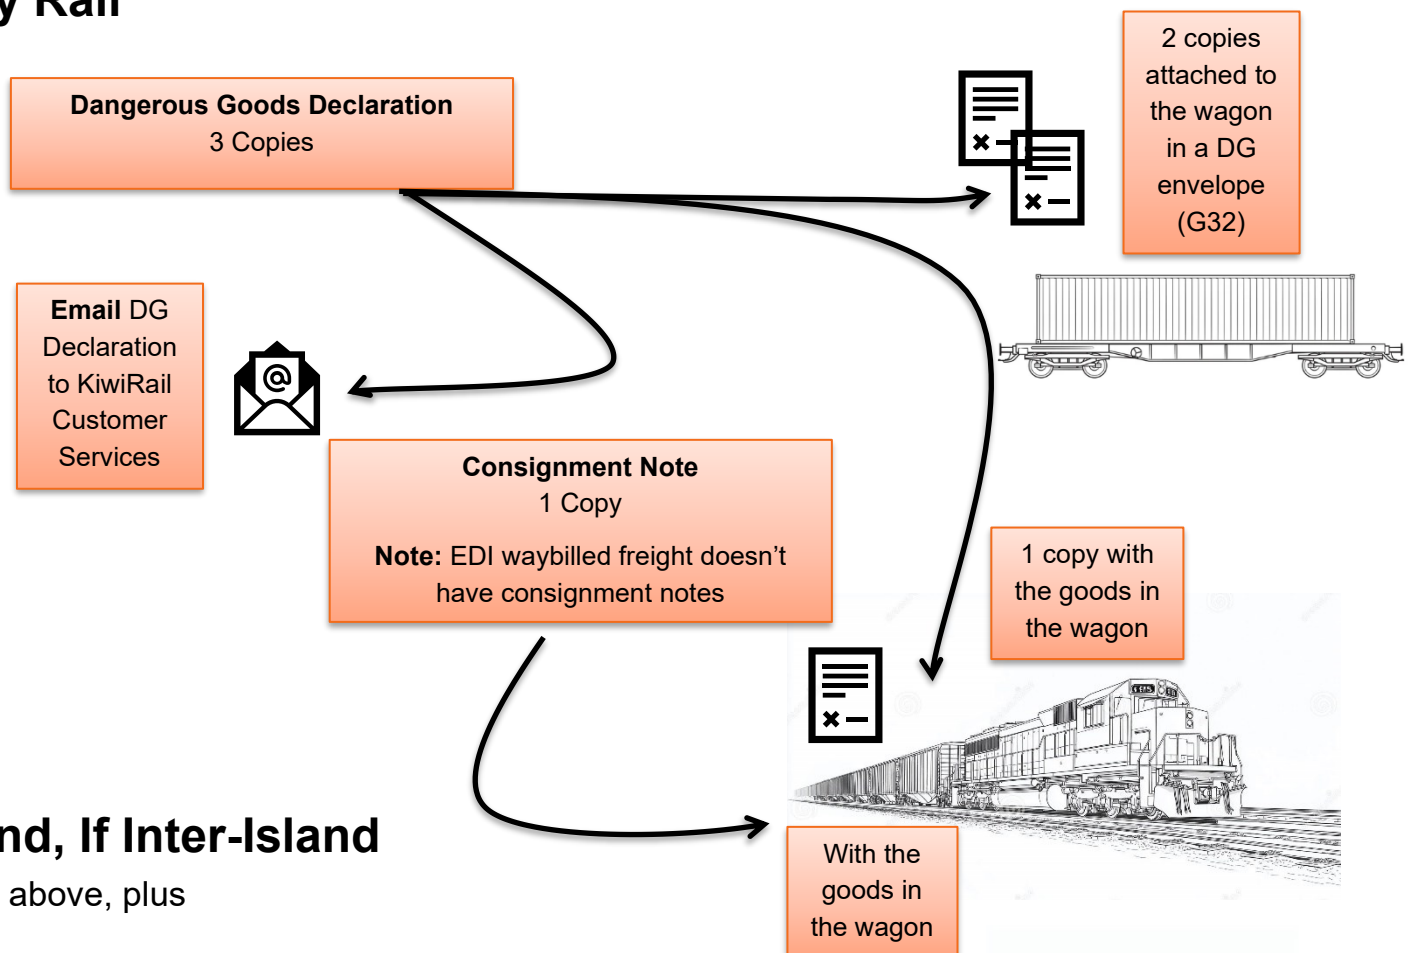 y Rail
Dangerous Goods Declaration
3 Copies
2 copies
attached to
the wagon
in a DG
envelope
(G32)
Email DG
Declaration
to KiwiRail
Customer
Services
@
Consignment Note
1 Copy
Note: EDI waybilled freight doesn’t
have consignment notes
1 copy with
the goods in
the wagon
With the
goods in
the wagon
nd, If Inter-Island
above, plus